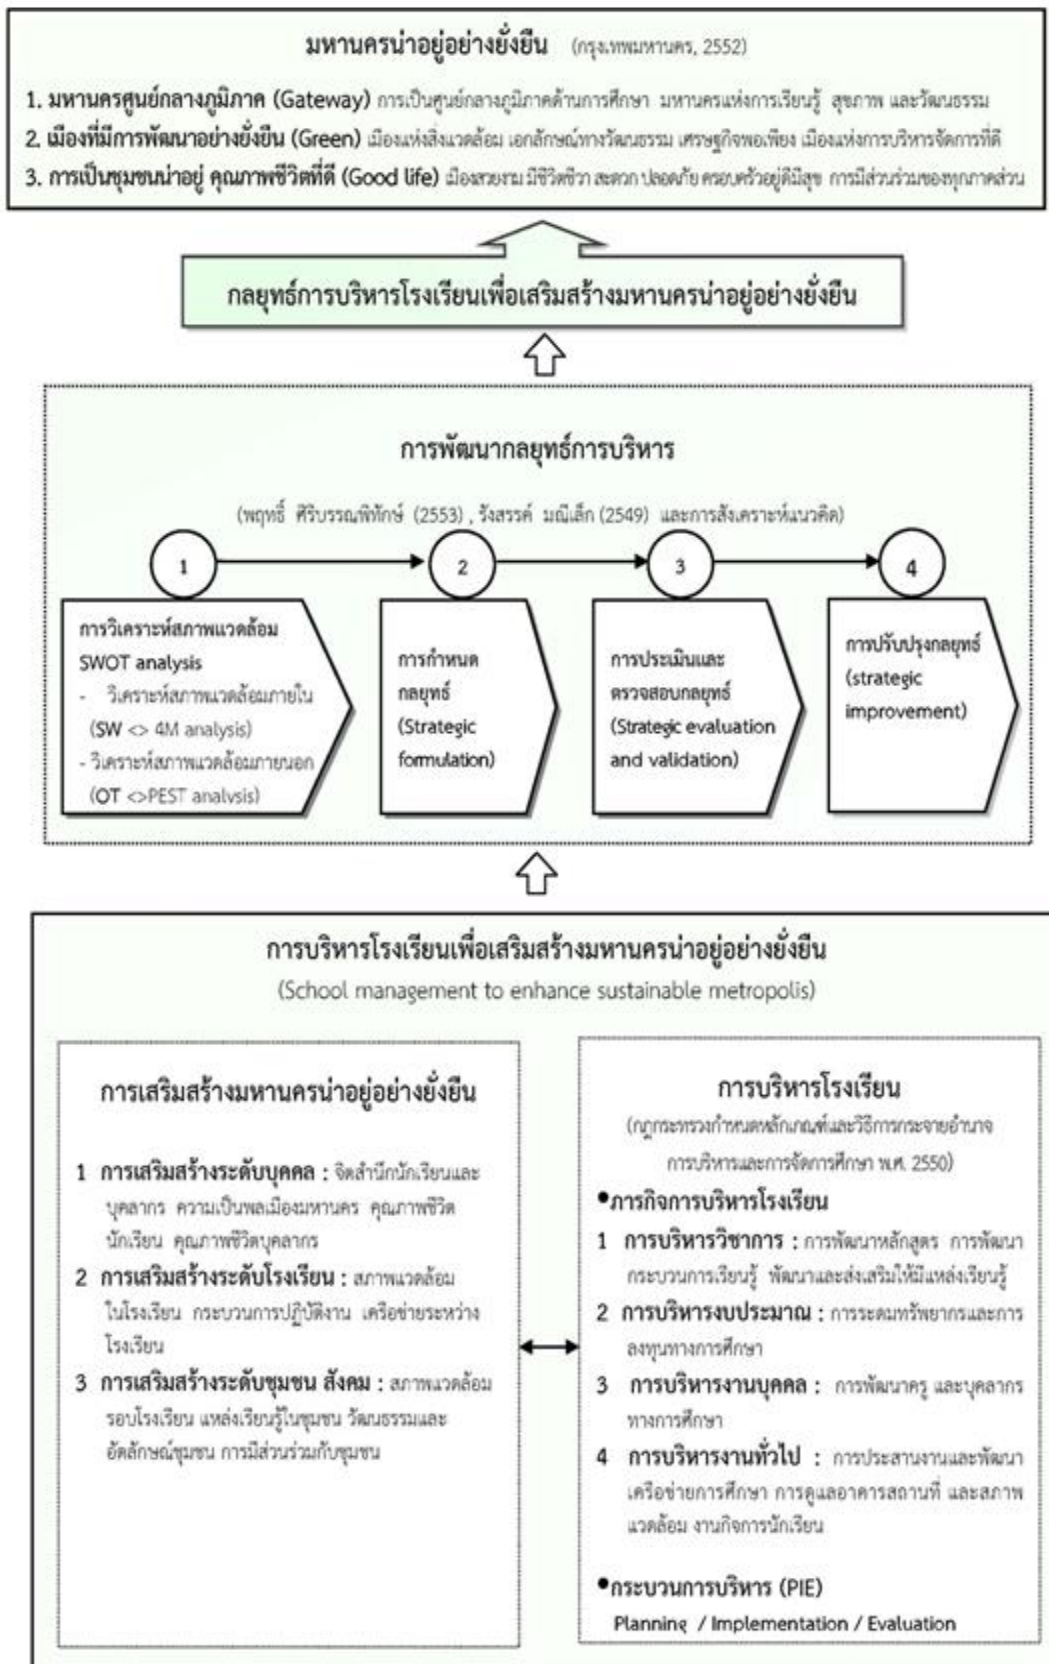 มหานครน่าอยู่อย่างยั่งยืน (กรุงเทพมหานคร, 2552)
1. มหานครศูนย์กลางภูมิภาค (Gateway) การเป็นศูนย์กลางภูมิภาคด้านการศึกษา มหานครแห่งการเรียนรู้ สุขภาพ และวัฒนธรรม
2. เมืองที่มีการพัฒนาอย่างยั่งยืน (Green) เมืองแห่งสิ่งแวดล้อม เอกลักษณ์ทางวัฒนธรรม เศรษฐกิจพอเพียง เมืองแห่งการบริหารจัดการที่ดี
3. การเป็นชุมชนน่าอยู่ คุณภาพชีวิตที่ดี (Good life) เมืองสวยงาม มีชีวิตชีวา สะดวก ปลอดภัย ครอบครัวอยู่ดีมีสุข การมีส่วนร่วมของทุกภาคส่วน
กลยุทธ์การบริหารโรงเรียนเพื่อเสริมสร้างมหานครน่าอยู่อย่างยั่งยืน
การพัฒนากลยุทธ์การบริหาร
(พฤทธิ์ ศิริบรรณพิทักษ์ (2553) , รังสรรค์ มณีเล็ก (2549) และการสังเคราะห์แนวคิด)
1
2
3
4
การวิเคราะห์สภาพแวดล้อม
SWOT analysis
- วิเคราะห์สภาพแวดล้อมภายใน
(SW <> 4M analysis)
- วิเคราะห์สภาพแวดล้อมภายนอก
(OT <>PEST analysis)
การกำหนด
กลยุทธ์
(Strategic
formulation)
การประเมินและ
ตรวจสอบกลยุทธ์
(Strategic evaluation
and validation)
การปรับปรุงกลยุทธ์
(strategic
improvement)
การบริหารโรงเรียนเพื่อเสริมสร้างมหานครน่าอยู่อย่างยั่งยืน
(School management to enhance sustainable metropolis)
การเสริมสร้างมหานครน่าอยู่อย่างยั่งยืน
1 การเสริมสร้างระดับบุคคล : จิตสำนึกนักเรียนและ
บุคลากร ความเป็นพลเมืองมหานคร คุณภาพชีวิต
นักเรียน คุณภาพชีวิตบุคลากร
2 การเสริมสร้างระดับโรงเรียน : สภาพแวดล้อม
ในโรงเรียน กระบวนการปฏิบัติงาน เครือข่ายระหว่าง
โรงเรียน
3 การเสริมสร้างระดับชุมชน สังคม : สภาพแวดล้อม
รอบโรงเรียน แหล่งเรียนรู้ในชุมชน วัฒนธรรมและ
อัตลักษณ์ชุมชน การมีส่วนร่วมกับชุมชน
การบริหารโรงเรียน
(กฎกระทรวงกำหนดหลักเกณฑ์และวิธีการกระจายอำนาจ
การบริหารและการจัดการศึกษา พ.ศ. 2550)
•ภารกิจการบริหารโรงเรียน
1 การบริหารวิชาการ : การพัฒนาหลักสูตร การพัฒนา
กระบวนการเรียนรู้ พัฒนาและส่งเสริมให้มีแหล่งเรียนรู้
2 การบริหารงบประมาณ : การระดมทรัพยากรและการ
ลงทุนทางการศึกษา
3 การบริหารงานบุคคล : การพัฒนาครู และบุคลากร
ทางการศึกษา
4 การบริหารงานทั่วไป : การประสานงานและพัฒนา
เครือข่ายการศึกษา การดูแลอาคารสถานที่ และสภาพ
แวดล้อม งานกิจการนักเรียน
•กระบวนการบริหาร (PIE)
Planning / Implementation / Evaluation